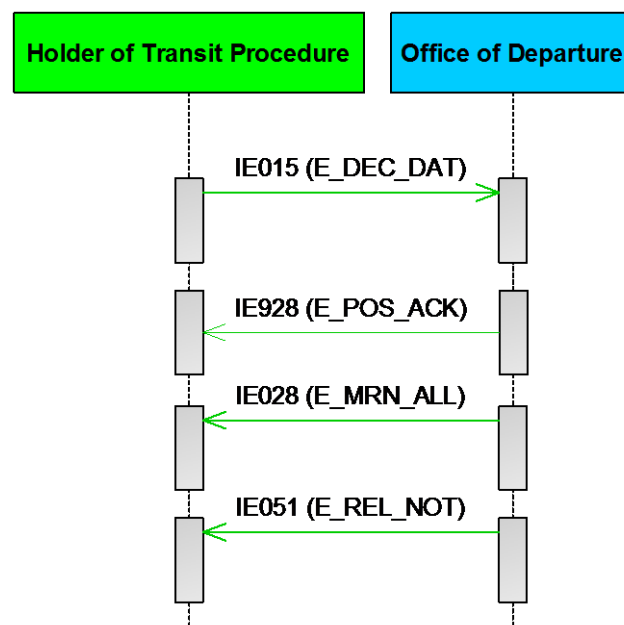 Holder of Transit Procedure
Office of Departure
IE015 (E_DEC_DAT)
IE928 (E_POS_ACK)
IE028 (E_MRN_ALL)
IE051 (E_REL_NOT)